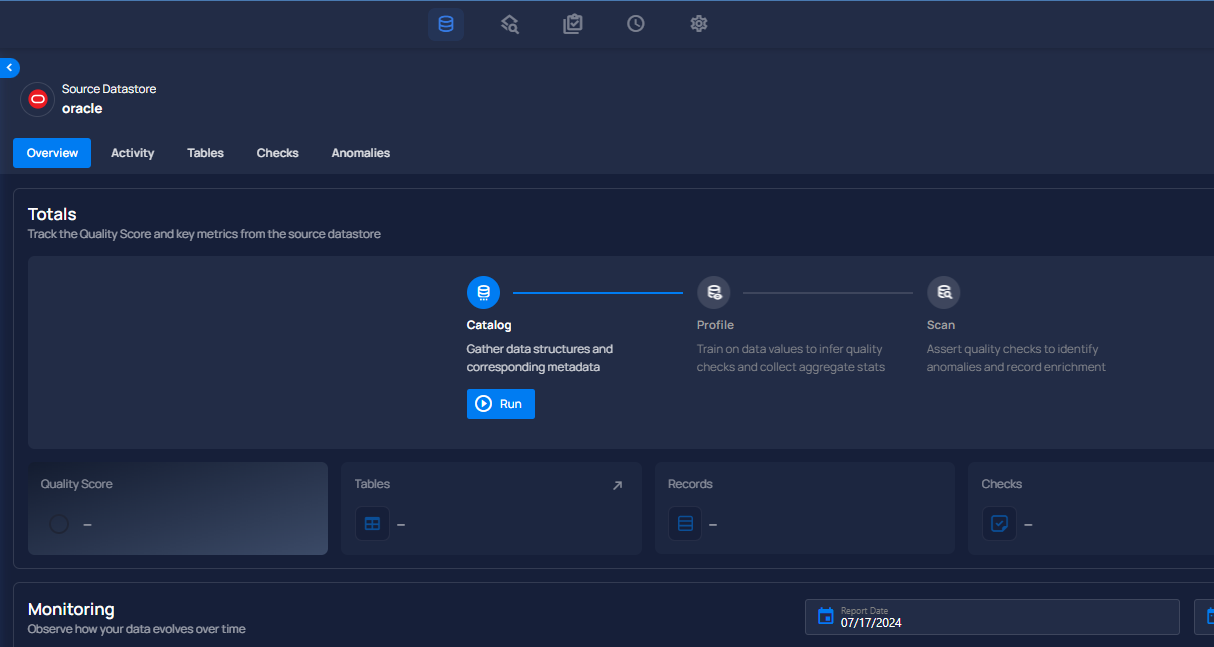 Source Datastore
oracle
Overview Activity Tables Checks Anomalies
Totals
Track the Quality Score and key metrics from the source datastore
Catalog
Gather data structures and
corresponding metadata
Run
Profile
Train on data values to infer quality
checks and collect aggregate stats
Scan
Assert quality checks to identify
anomalies and record enrichment
Quality Score
–
Tables
–
Records
–
Checks
–
Monitoring
Observe how your data evolves over time
Report Date
07/17/2024